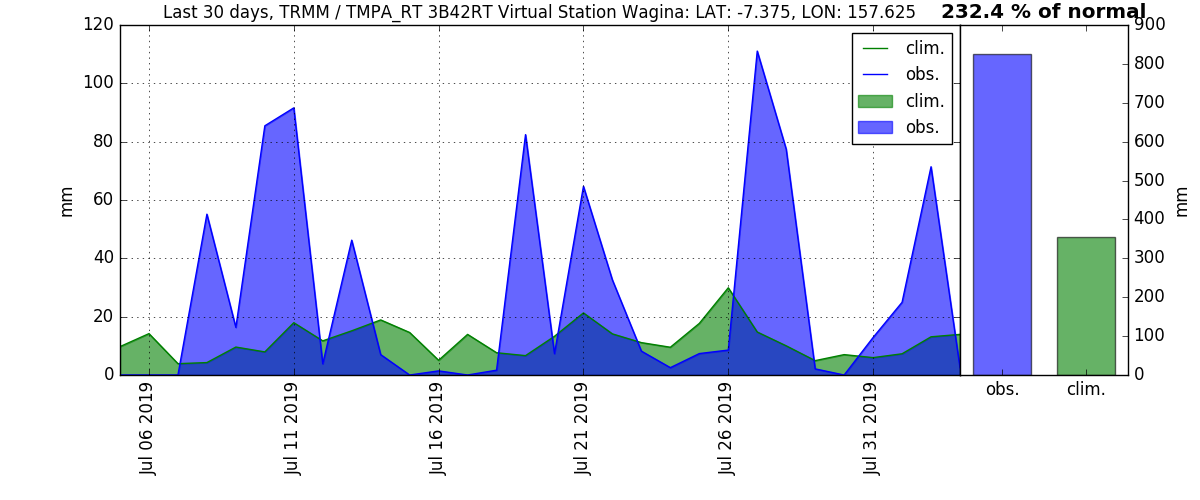 Last 30 days, TRMM / TMPA_RT 3B42RT Virtual Station Wagina: LAT: -7.375, LON: 157.625
232.4 % of normal
120
100
80
60
40
20
0
mm
clim.
obs.
clim.
obs.
Jul 06 2019
Jul 11 2019
Jul 16 2019
Jul 21 2019
Jul 26 2019
Jul 31 2019
900
800
700
600
500
400
300
200
100
0
mm
obs.
clim.